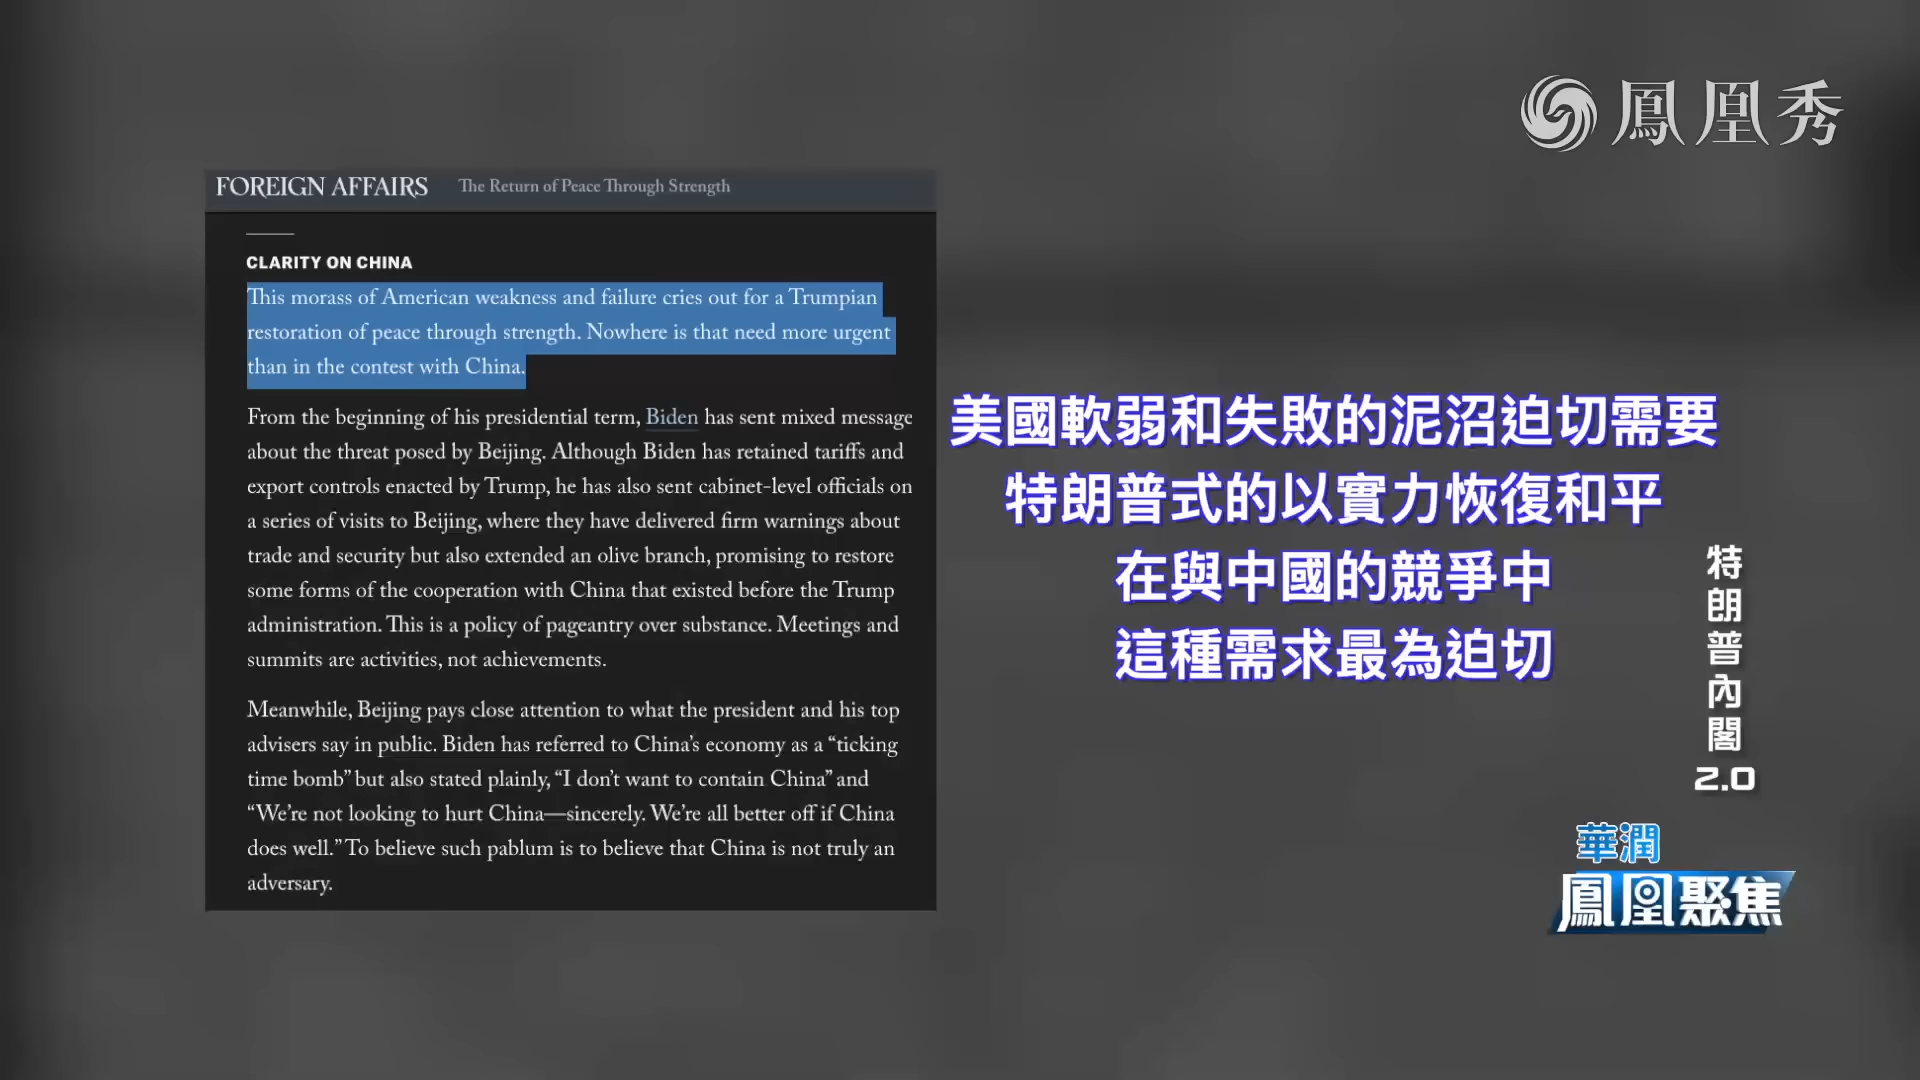 鳳凰秀
FOREIGN AFFAIRS The Return of Peace Through Strength
CLARITY ON CHINA
This morass of American weakness and failure cries out for a Trumpian
restoration of peace through strength. Nowhere is that need more urgent
than in the contest with China.
From the beginning of his presidential term, Biden has sent mixed message
about the threat posed by Beijing. Although Biden has retained tariffs and
export controls enacted by Trump, he has also sent cabinet-level officials on
a series of visits to Beijing, where they have delivered firm warnings about
trade and security but also extended an olive branch, promising to restore
some forms of the cooperation with China that existed before the Trump
administration. This is a policy of pageantry over substance. Meetings and
summits are activities, not achievements.
Meanwhile, Beijing pays close attention to what the president and his top
advisers say in public. Biden has referred to China's economy as a “ticking
time bomb” but also stated plainly, “I don't want to contain China” and
“We're not looking to hurt China—sincerely. We're all better off if China
does well.” To believe such pablum is to believe that China is not truly an
adversary.
美國軟弱和失敗的泥沼迫切需要
特朗普式的以實力恢復和平
在與中國的競爭中
這種需求最為迫切
特朗普內閣2.0
華潤
鳳凰聚焦